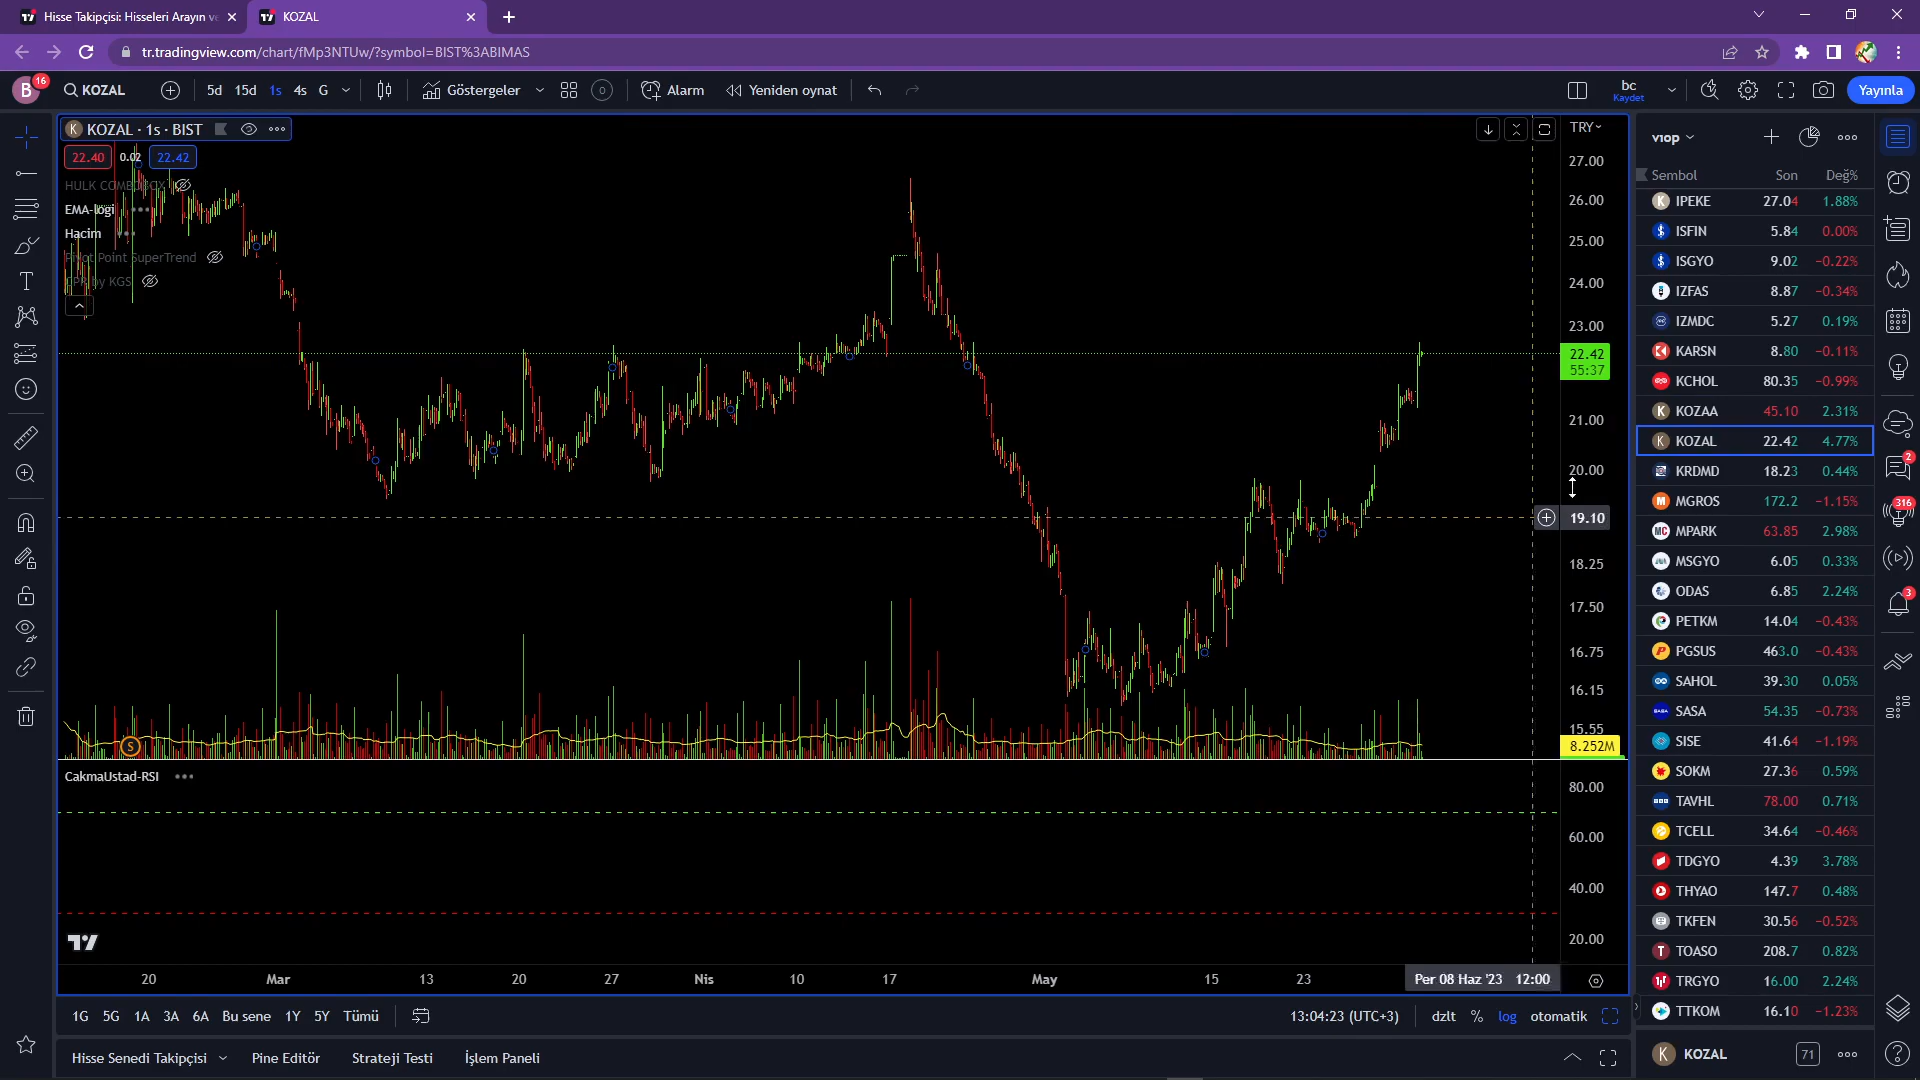 Hisse Takipçisi: Hisseleri Arayın ve
KOZAL
tr.tradingview.com/chart/fMp3NTUw/?symbol=BIST%3ABIMAS
B
16
KOZAL
5d
15d
1s
4s
G
Göstergeler
Alarm
Yeniden oynat
bc
Kaydet
Yayınla
KOZAL · 1s · BIST
22.40
0.02
22.42
HULK COMBOBOX
EMA-logi
Hacim
Pivot Point SuperTrend
CPR by KGS
TRY
27.00
26.00
25.00
24.00
23.00
22.42
55:37
21.00
20.00
19.10
18.25
17.50
16.75
16.15
15.55
8.252M
S
CakmaUstad-RSI
80.00
60.00
40.00
20.00
20
Mar
13
20
27
Nis
10
17
May
15
23
Per 08 Haz '23 12:00
1G
5G
1A
3A
6A
Bu sene
1Y
5Y
Tümü
13:04:23 (UTC+3)
dzlt
%
log
otomatik
Hisse Senedi Takipçisi
Pine Editör
Strateji Testi
İşlem Paneli
vıop
Sembol Son Değ%
IPEKE 27.04 1.88%
ISFIN 5.84 0.00%
ISGYO 9.02 −0.22%
IZFAS 8.87 −0.34%
IZMDC 5.27 0.19%
KARSN 8.80 −0.11%
KCHOL 80.35 −0.99%
KOZAA 45.10 2.31%
KOZAL 22.42 4.77%
KRDMD 18.23 0.44%
MGROS 172.2 −1.15%
MPARK 63.85 2.98%
MSGYO 6.05 0.33%
ODAS 6.85 2.24%
PETKM 14.04 −0.43%
PGSUS 463.0 −0.43%
SAHOL 39.30 0.05%
SASA 54.35 −0.73%
SISE 41.64 −1.19%
SOKM 27.36 0.59%
TAVHL 78.00 0.71%
TCELL 34.64 −0.46%
TDGYO 4.39 3.78%
THYAO 147.7 0.48%
TKFEN 30.56 −0.52%
TOASO 208.7 0.82%
TRGYO 16.00 2.24%
TTKOM 16.10 −1.23%
K KOZAL 71
2
316
3